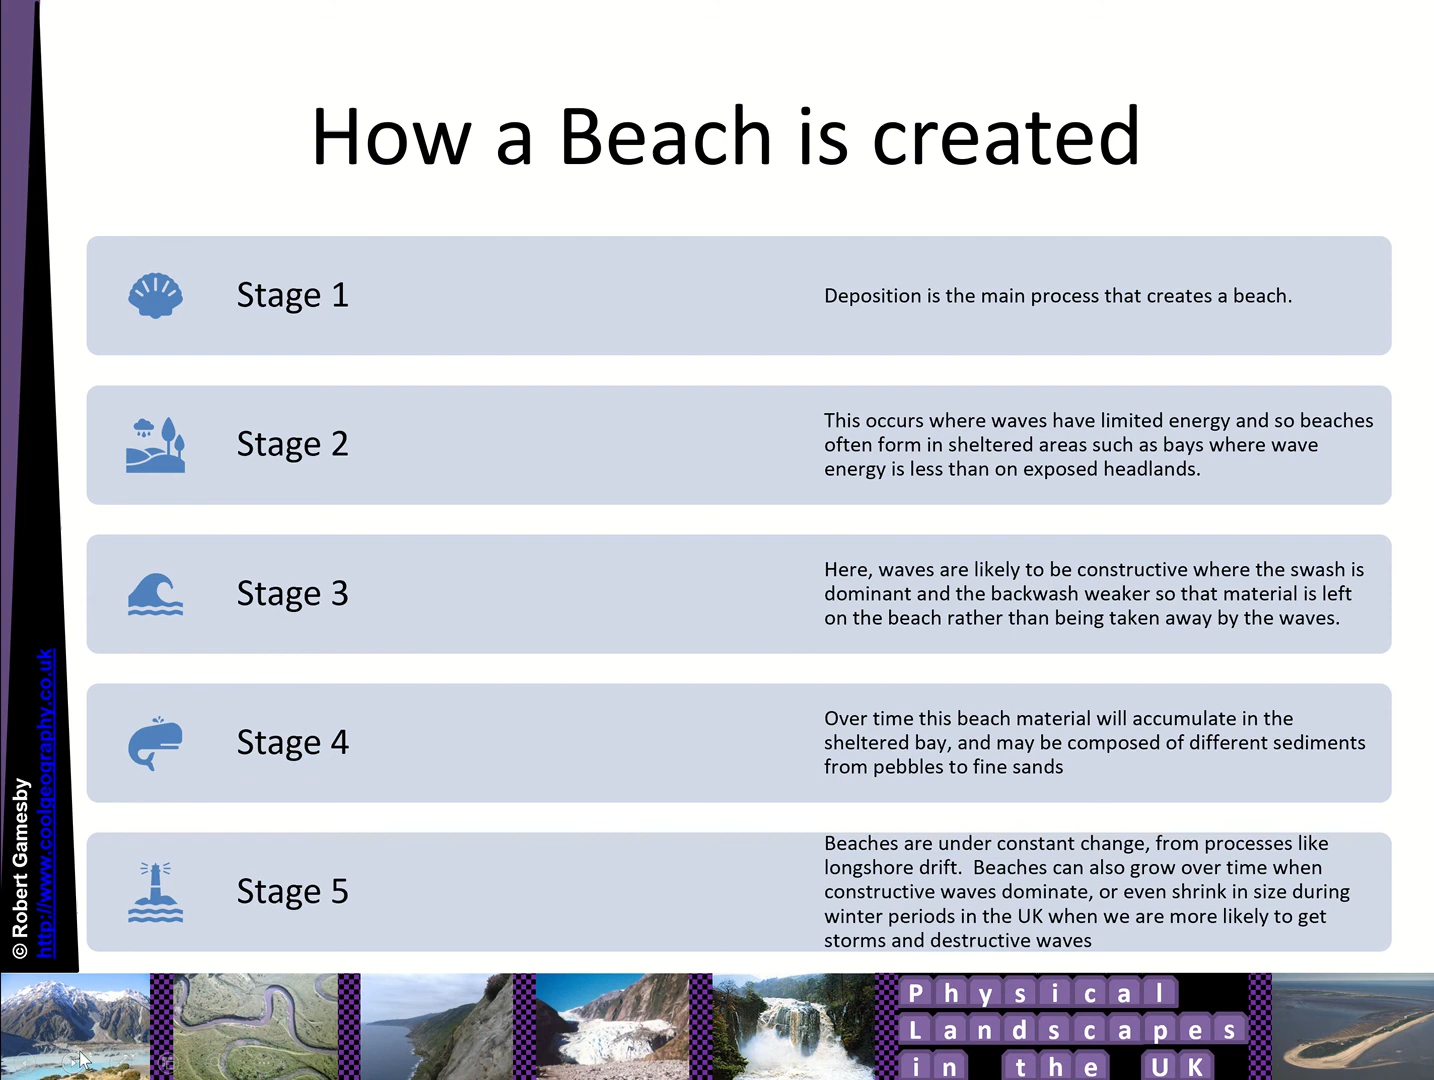 How a Beach is created
Stage 1
Deposition is the main process that creates a beach.
Stage 2
This occurs where waves have limited energy and so beaches
often form in sheltered areas such as bays where wave
energy is less than on exposed headlands.
Stage 3
Here, waves are likely to be constructive where the swash is
dominant and the backwash weaker so that material is left
on the beach rather than being taken away by the waves.
Stage 4
Over time this beach material will accumulate in the
sheltered bay, and may be composed of different sediments
from pebbles to fine sands
Stage 5
Beaches are under constant change, from processes like
longshore drift.  Beaches can also grow over time when
constructive waves dominate, or even shrink in size during
winter periods in the UK when we are more likely to get
storms and destructive waves
© Robert Gamesby
http://www.coolgeography.co.uk
Physical
Landscapes
in the UK